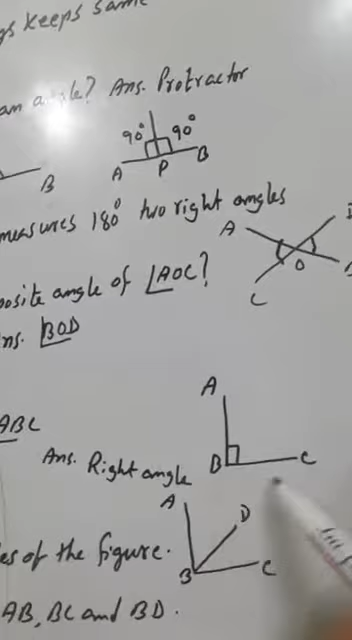 gs keeps same
an angle? Ans. Protractor
90° 90°
A P B
B
measures 180° two right angles
A
O
C
posite angle of ∠AOC?
ns. ∠BOD
A
ABC
B C
Ans. Right angle
A D
es of the figure.
B C
AB, BC and BD.